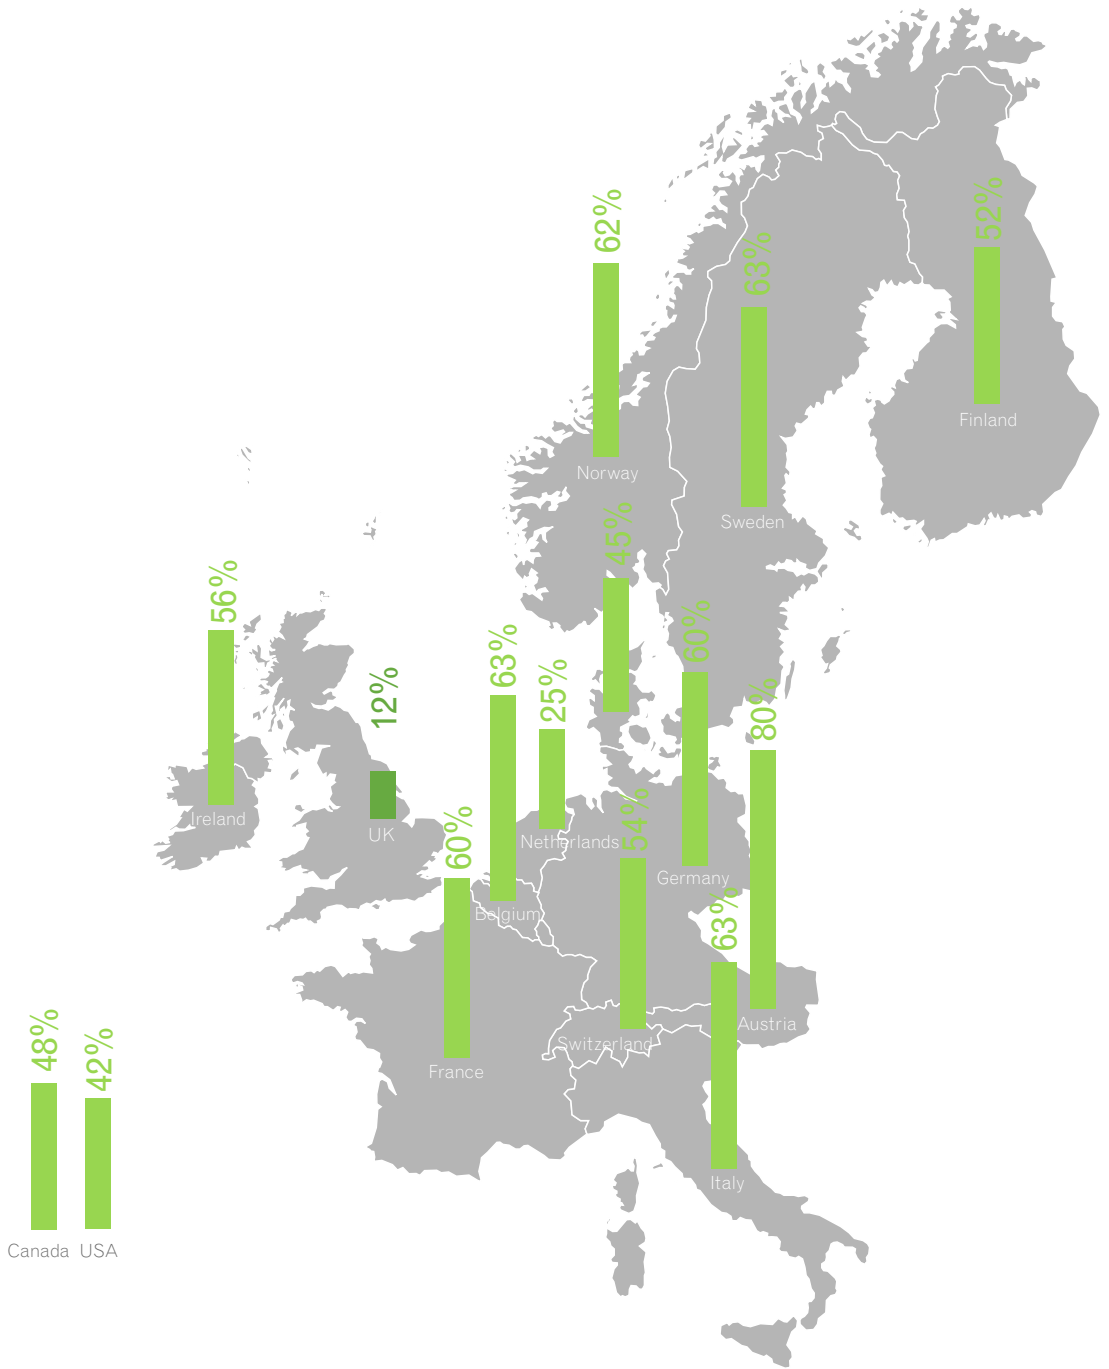 62%
Norway
63%
Sweden
52%
Finland
45%
56%
Ireland
12%
UK
63%
Belgium
25%
Netherlands
60%
Germany
80%
Austria
60%
France
54%
Switzerland
63%
Italy
48%
Canada
42%
USA